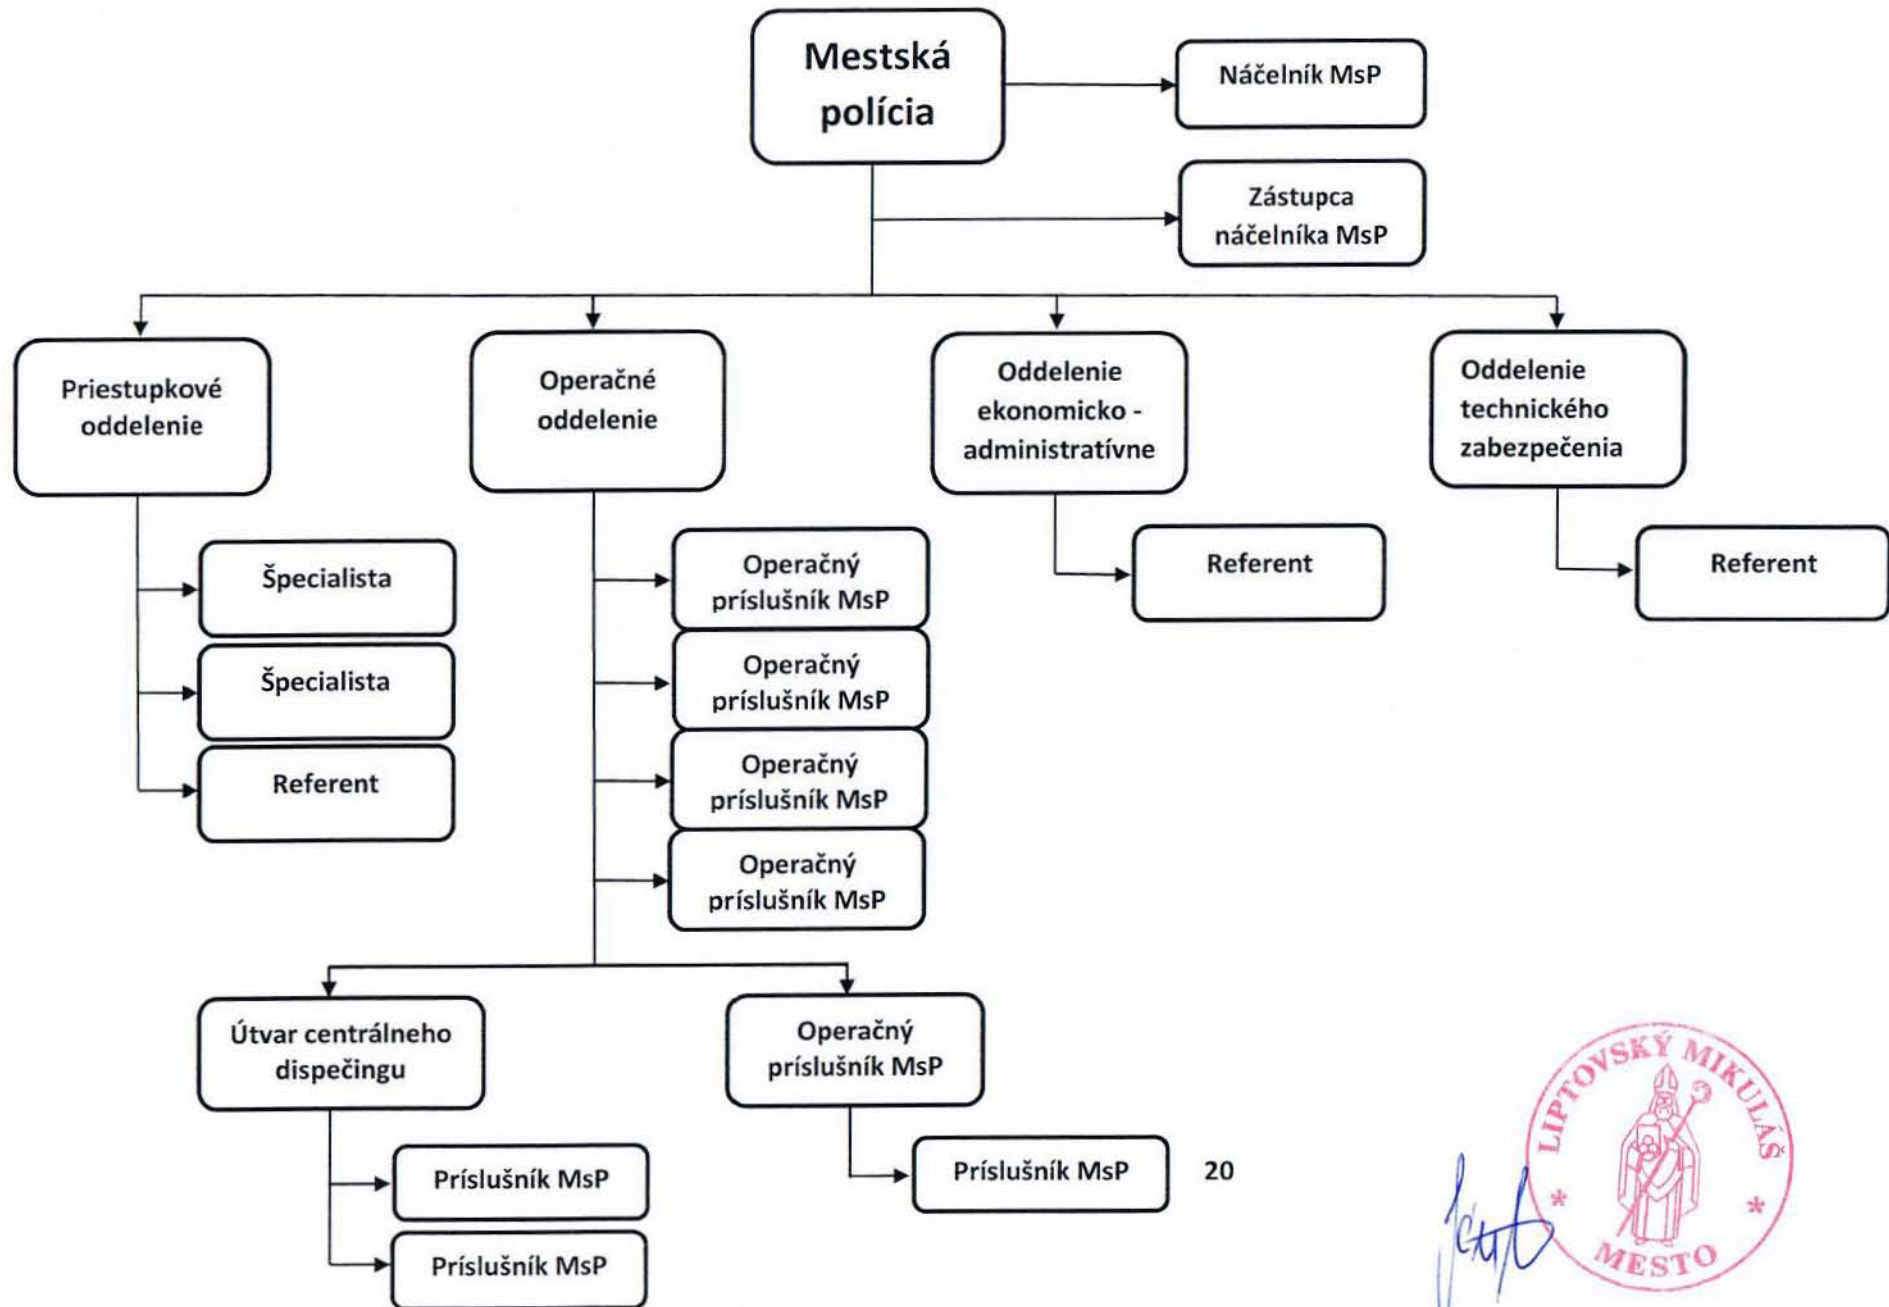 Mestská
polícia
Náčelník MsP
Zástupca
náčelníka MsP
Priestupkové
oddelenie
Operačné
oddelenie
Oddelenie
ekonomicko -
administratívne
Oddelenie
technického
zabezpečenia
Špecialista
Špecialista
Referent
Operačný
príslušník MsP
Operačný
príslušník MsP
Operačný
príslušník MsP
Operačný
príslušník MsP
Referent
Referent
Útvar centrálneho
dispečingu
Operačný
príslušník MsP
Príslušník MsP
Príslušník MsP
Príslušník MsP 20
LIPTOVSKÝ MIKULÁŠ
* MESTO *